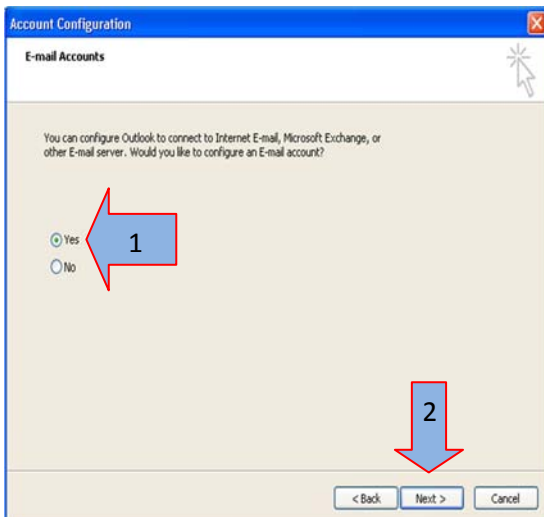 Account Configuration
E-mail Accounts
You can configure Outlook to connect to Internet E-mail, Microsoft Exchange, or
other E-mail server. Would you like to configure an E-mail account?
Yes
1
No
2
< Back
Next >
Cancel